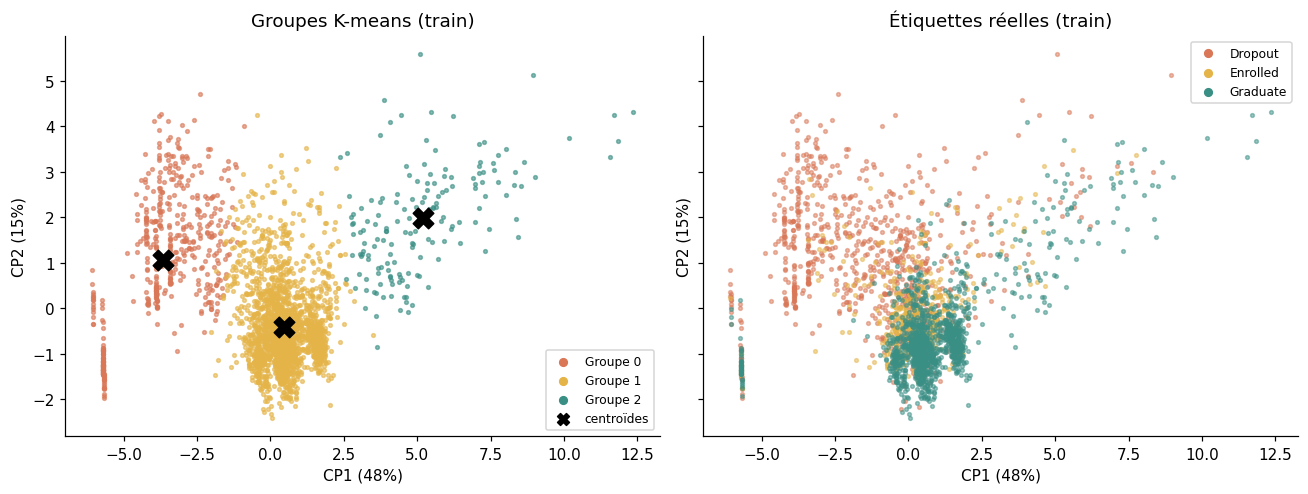 Groupes K-means (train)
CP2 (15%)
5
4
3
2
1
0
−1
−2
−5.0 −2.5 0.0 2.5 5.0 7.5 10.0 12.5
CP1 (48%)
Groupe 0
Groupe 1
Groupe 2
centroïdes
Étiquettes réelles (train)
CP2 (15%)
−5.0 −2.5 0.0 2.5 5.0 7.5 10.0 12.5
CP1 (48%)
Dropout
Enrolled
Graduate